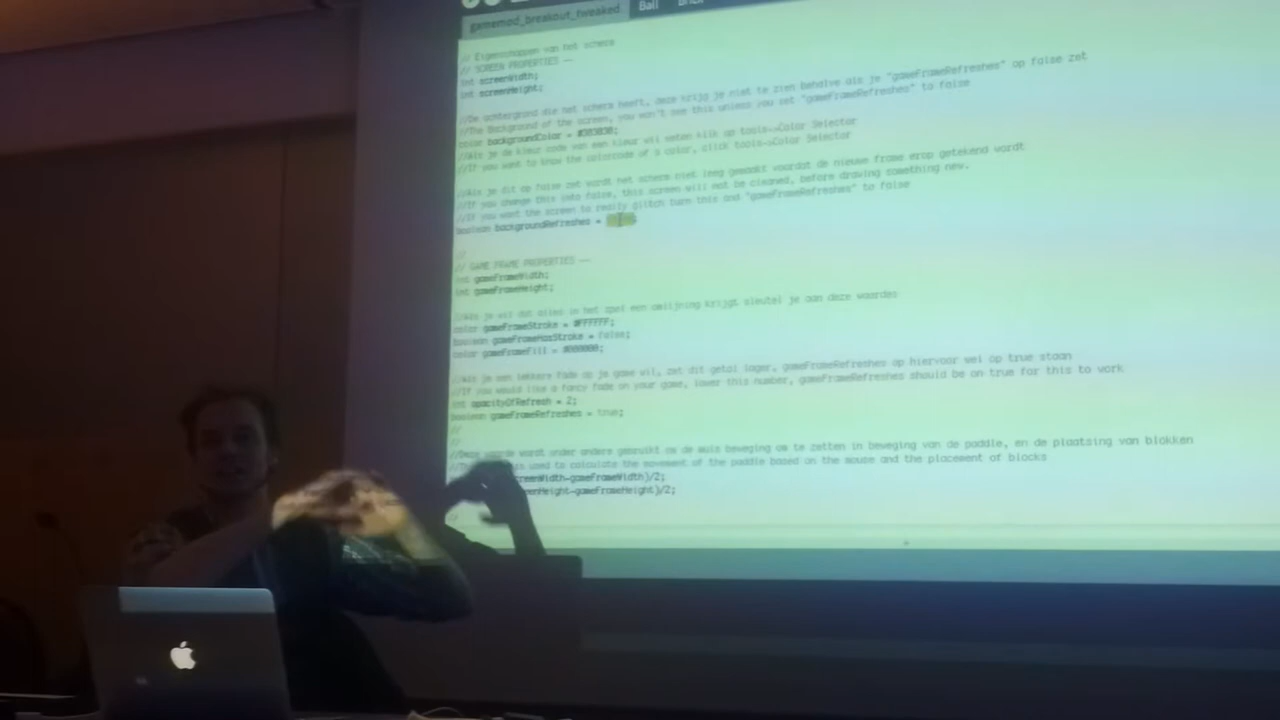 gamemod_breakout_tweaked Ball
// Eigenschappen van het scherm
// SCREEN PROPERTIES --
int screenWidth;
int screenHeight;
//De achtergrond die het scherm heeft, deze krijg je niet te zien behalve als je "gameFrameRefreshes" op false zet
//The Background of the screen, you won't see this unless you set "gameFrameRefreshes" to false
color backgroundColor = #303030;
//Als je de kleur code van een kleur wil weten klik up tools->Color Selector
//If you want to know the colorcode of a color, click tools->Color Selector
//Als je dit op false zet wordt het scherm niet leeg gemaakt voordat de nieuwe frame erop getekend wordt
//If you change this into false, this screen will not be cleaned, before drawing something new.
//If you want the screen to really glitch turn this and "gameFrameRefreshes" to false
boolean backgroundRefreshes =
//
// GAME FRAME PROPERTIES --
int gameFrameWidth;
int gameFrameHeight;
//Als je wil dat alles in het spel een omlijning krijgt sleutel je aan deze waardes
color gameFrameStroke = #FFFFFF;
boolean gameFrameHasStroke = false;
color gameFrameFill = #000000;
//Als je een lekkere fade op je game wil, zet dit getal lager, gameFrameRefreshes op hiervoor wel op true staan
//If you would like a fancy fade on your game, lower this number, gameFrameRefreshes should be on true for this to work
int opacityOfRefresh = 2;
boolean gameFrameRefreshes = true;
//
//
//Deze waarde wordt onder andere gebruikt om de muis beweging om te zetten in beweging van de paddle, en de plaatsing van blokken
is used to calculate the movement of the paddle based on the mouse and the placement of blocks
creenWidth-gameFrameWidth)/2;
eenHeight-gameFrameHeight)/2;